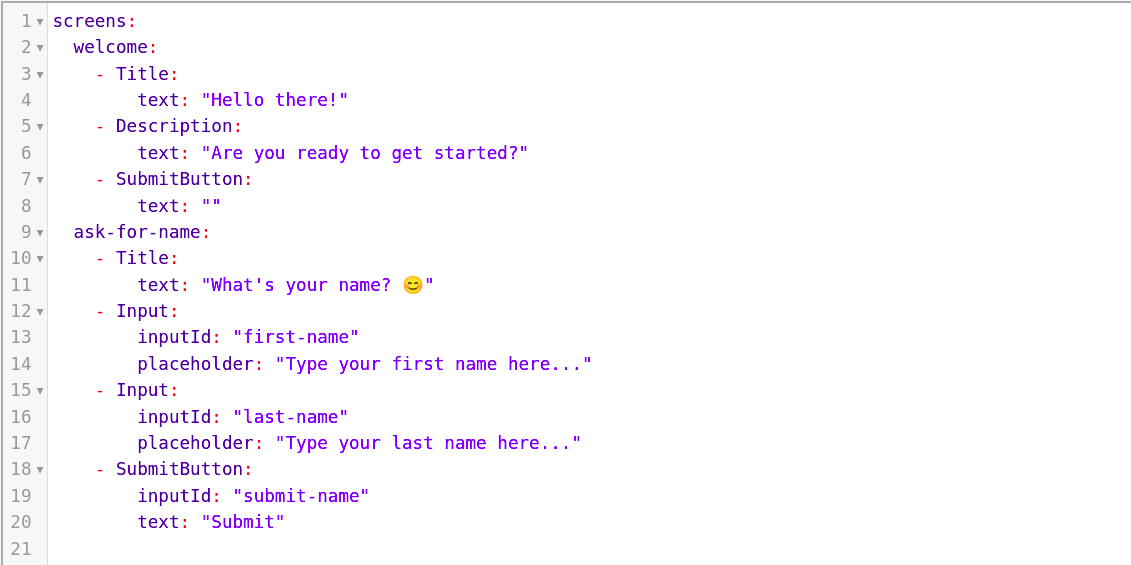 1 screens:
2   welcome:
3     - Title:
4         text: "Hello there!"
5     - Description:
6         text: "Are you ready to get started?"
7     - SubmitButton:
8         text: ""
9   ask-for-name:
10     - Title:
11         text: "What's your name? 😊"
12     - Input:
13         inputId: "first-name"
14         placeholder: "Type your first name here..."
15     - Input:
16         inputId: "last-name"
17         placeholder: "Type your last name here..."
18     - SubmitButton:
19         inputId: "submit-name"
20         text: "Submit"
21